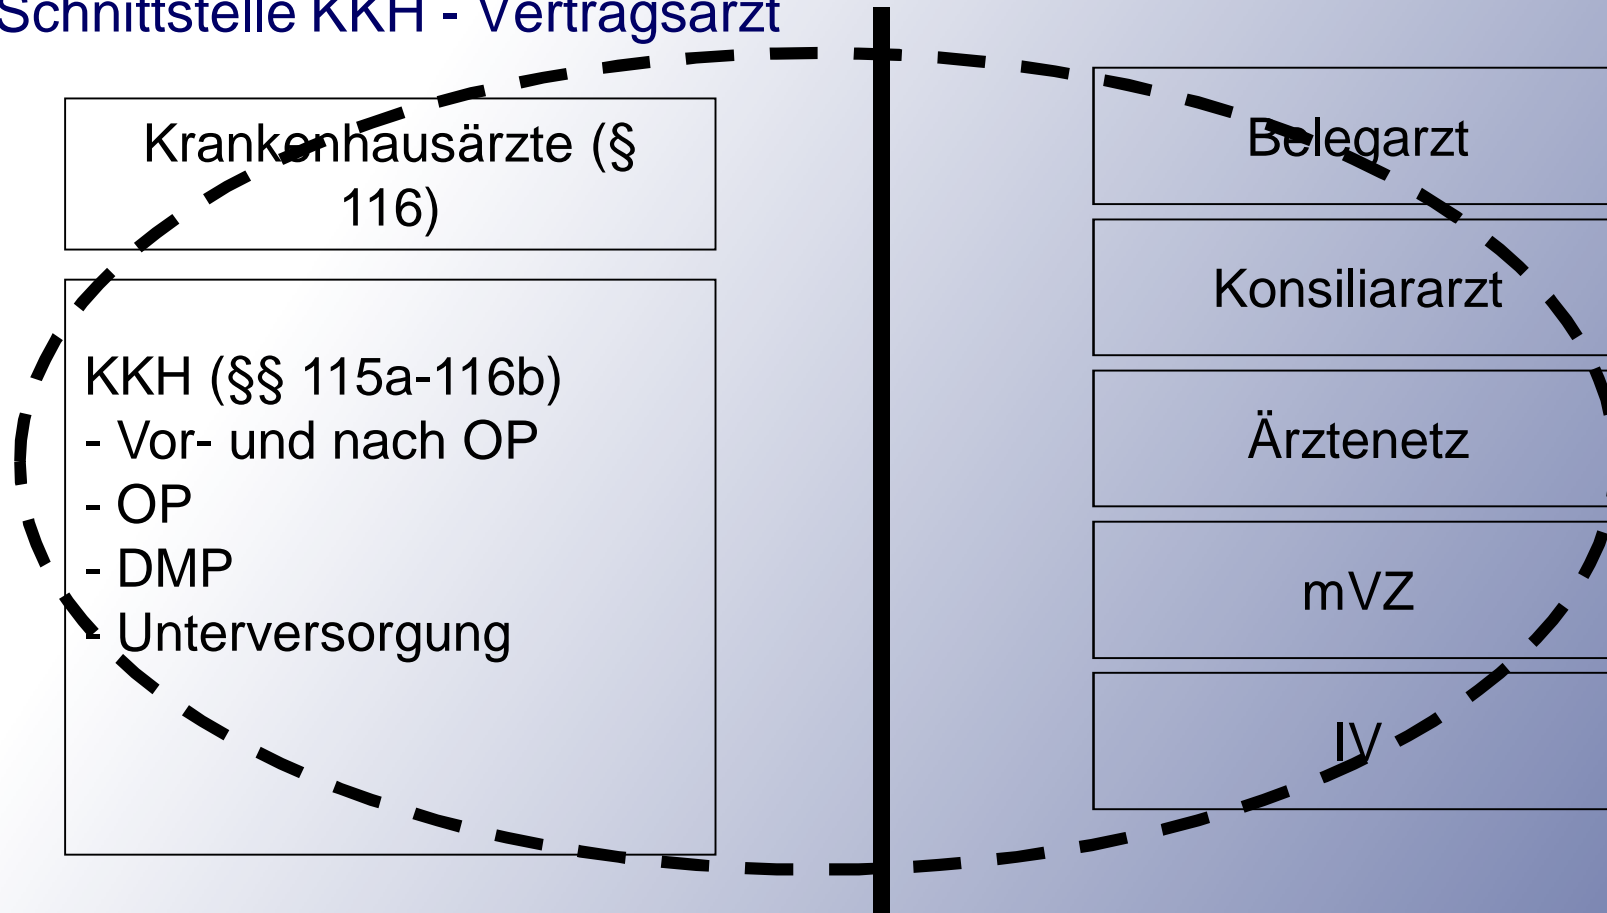 Schnittstelle KKH - Vertragsarzt
Krankenhausärzte (§
116)
KKH (§§ 115a-116b)
- Vor- und nach OP
- OP
- DMP
- Unterversorgung
Belegarzt
Konsiliararzt
Ärztenetz
mVZ
IV